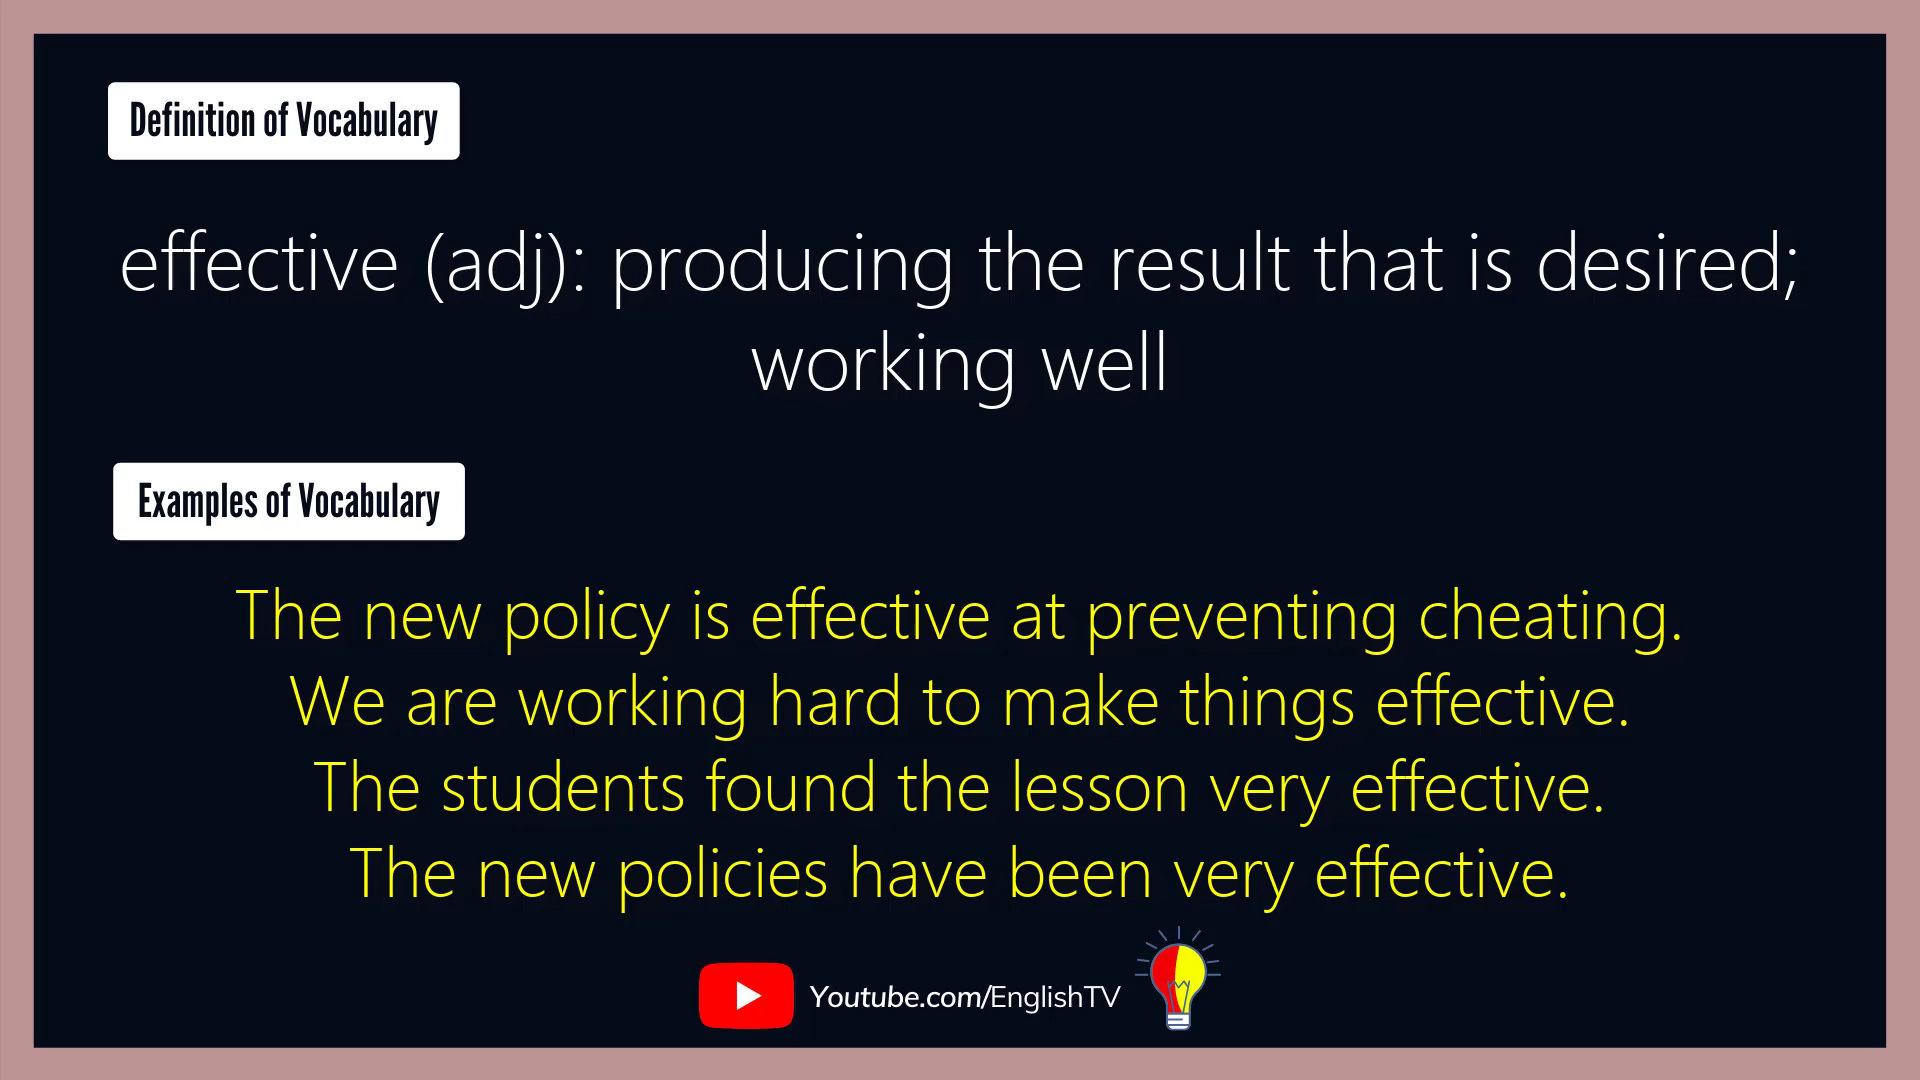 Definition of Vocabulary
effective (adj): producing the result that is desired;
working well
Examples of Vocabulary
The new policy is effective at preventing cheating.
We are working hard to make things effective.
The students found the lesson very effective.
The new policies have been very effective.
Youtube.com/EnglishTV